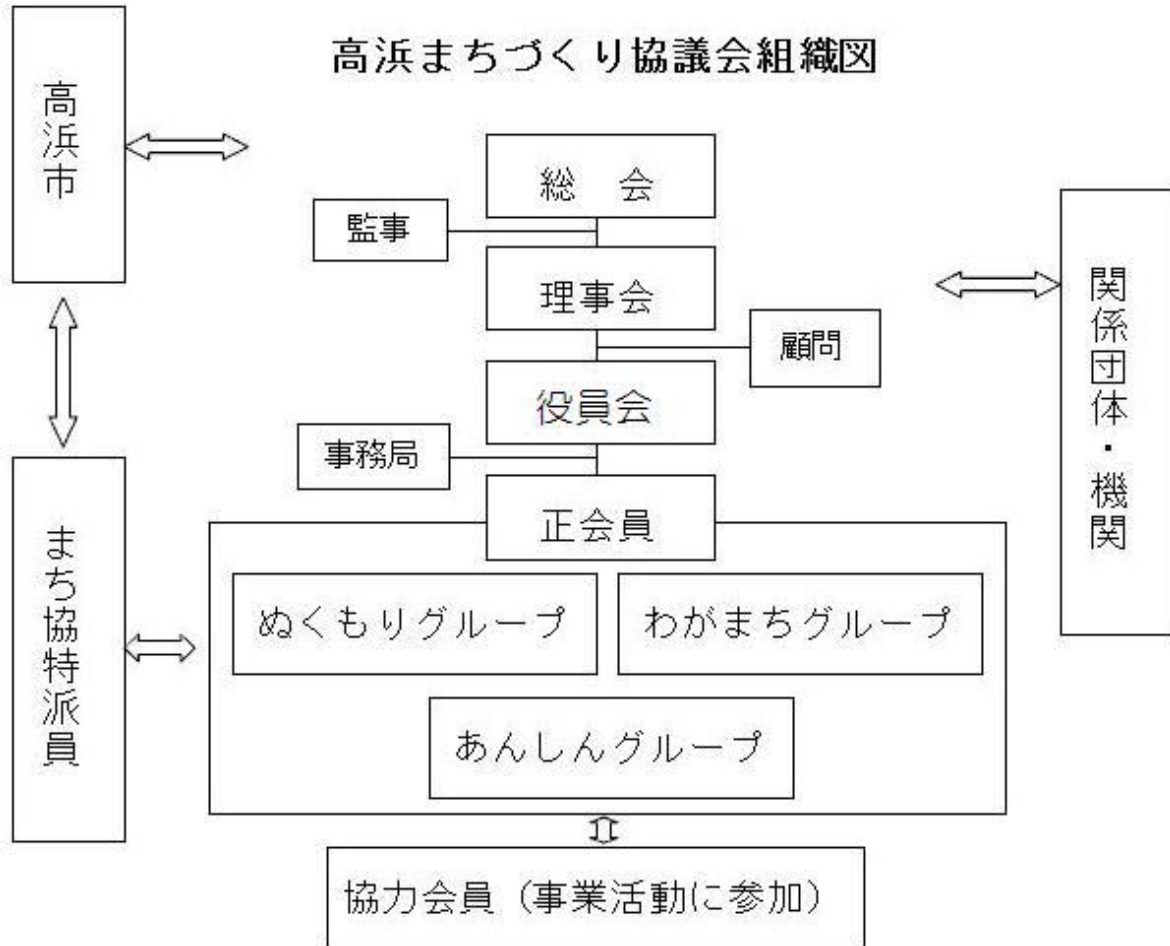 高浜まちづくり協議会組織図
高浜市
総　会
監事
理事会
顧問
役員会
事務局
正会員
関係団体・機関
まち協特派員
ぬくもりグループ
わがまちグループ
あんしんグループ
協力会員（事業活動に参加）